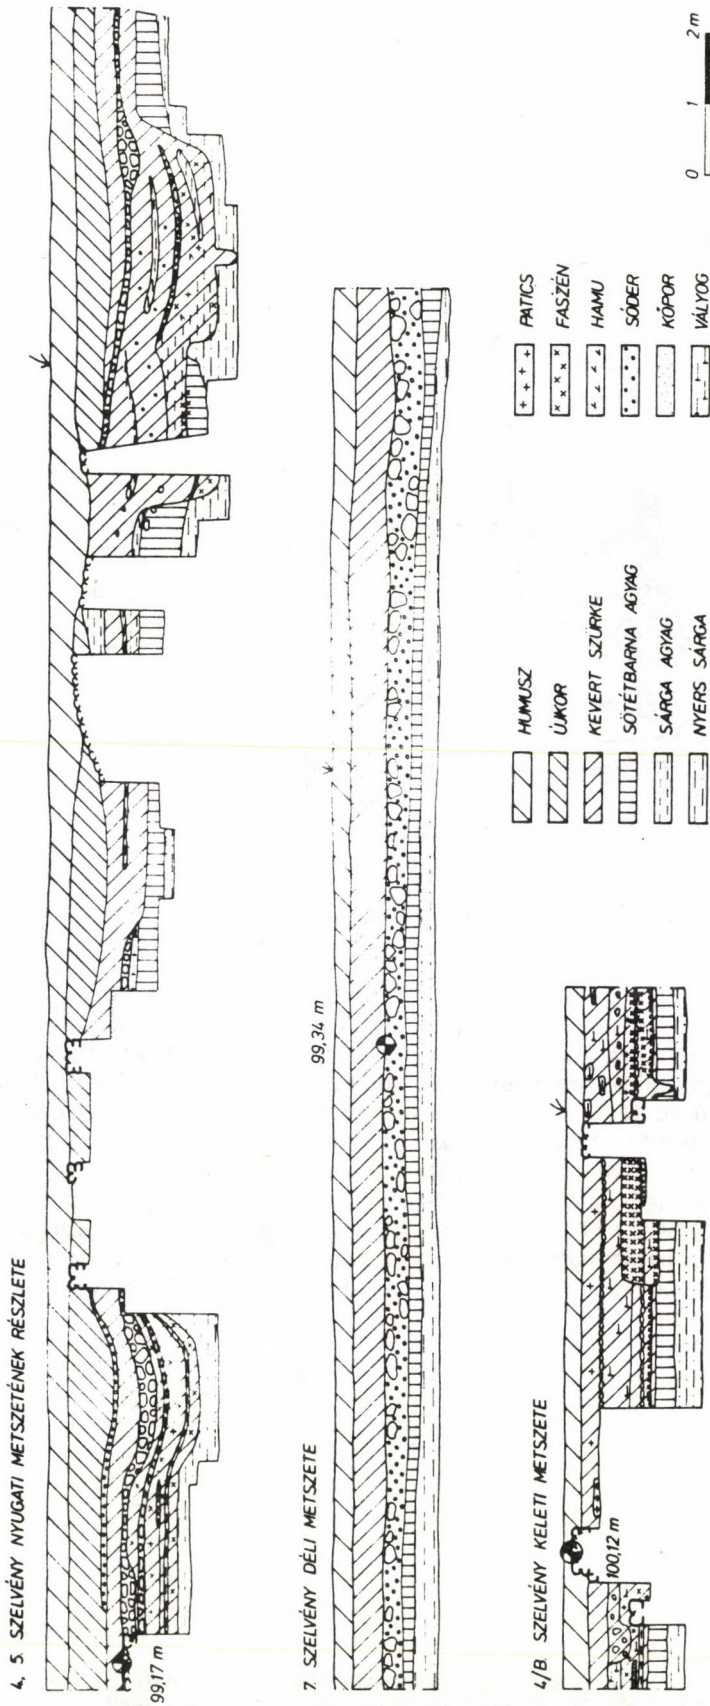 4, 5. SZELVÉNY NYUGATI METSZETÉNEK RÉSZLETE
99,17 m
7. SZELVÉNY DÉLI METSZETE
99,34 m
4/B. SZELVÉNY KELETI METSZETE
100,12 m
HUMUSZ
ÚJKOR
KEVERT SZÜRKE
SÖTÉTBARNA AGYAG
SÁRGA AGYAG
NYERS SÁRGA
PATICS
FASZÉN
HAMU
SÓDER
KŐPOR
VÁLYOG
0 1 2 m